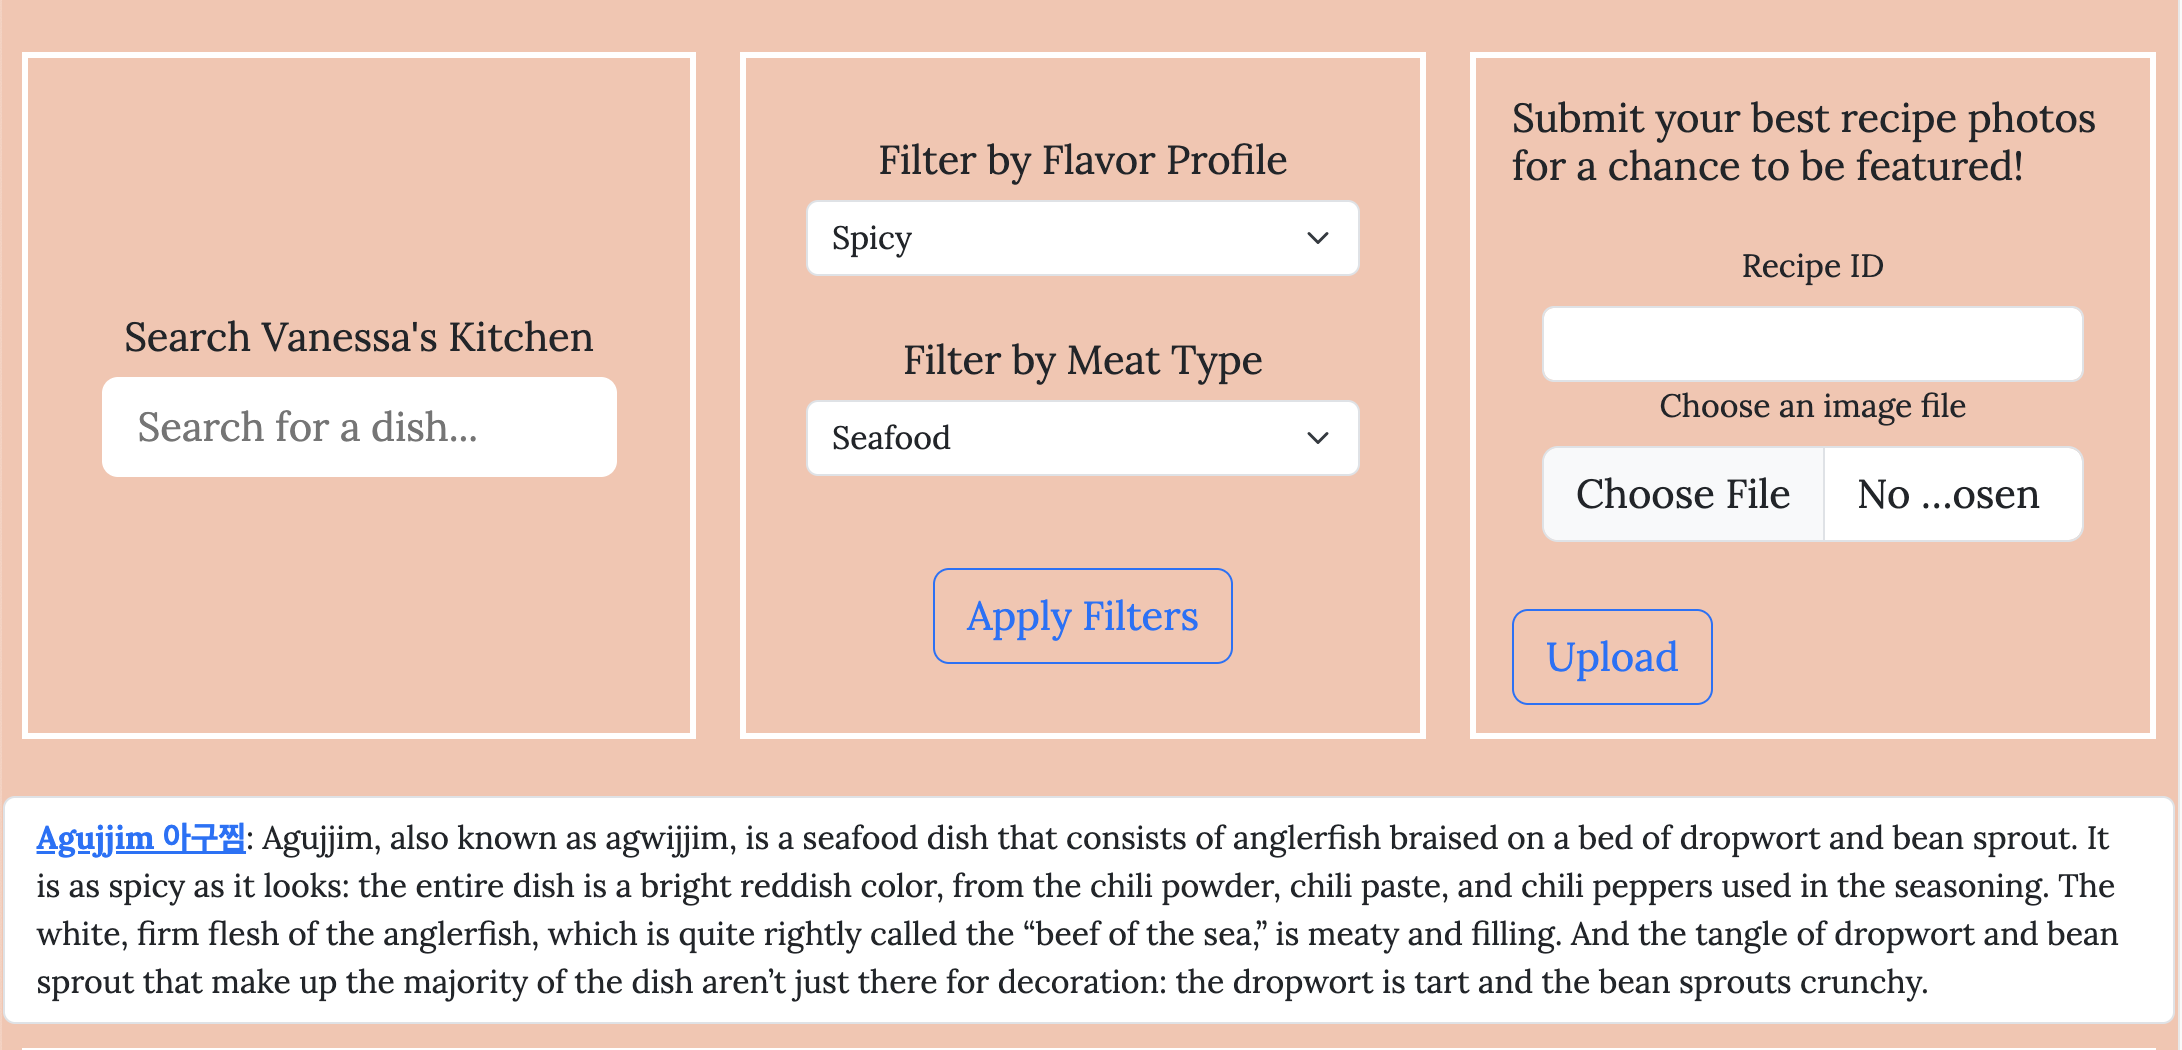 Search Vanessa's Kitchen
Search for a dish...
Filter by Flavor Profile
Spicy
Filter by Meat Type
Seafood
Apply Filters
Submit your best recipe photos
for a chance to be featured!
Recipe ID
Choose an image file
Choose File No ...osen
Upload
Agujjim 아구찜: Agujjim, also known as agwijjim, is a seafood dish that consists of anglerfish braised on a bed of dropwort and bean sprout. It
is as spicy as it looks: the entire dish is a bright reddish color, from the chili powder, chili paste, and chili peppers used in the seasoning. The
white, firm flesh of the anglerfish, which is quite rightly called the “beef of the sea,” is meaty and filling. And the tangle of dropwort and bean
sprout that make up the majority of the dish aren’t just there for decoration: the dropwort is tart and the bean sprouts crunchy.